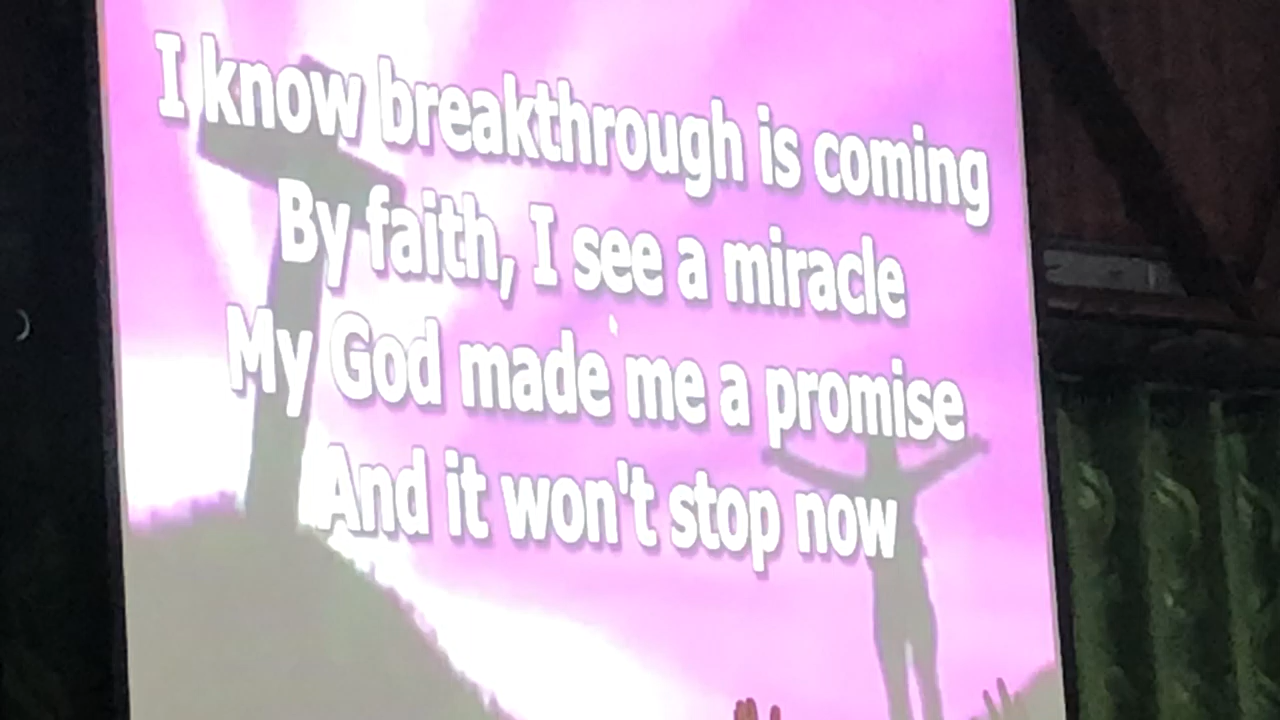 I know breakthrough is coming
By faith, I see a miracle
My God made me a promise
And it won't stop now